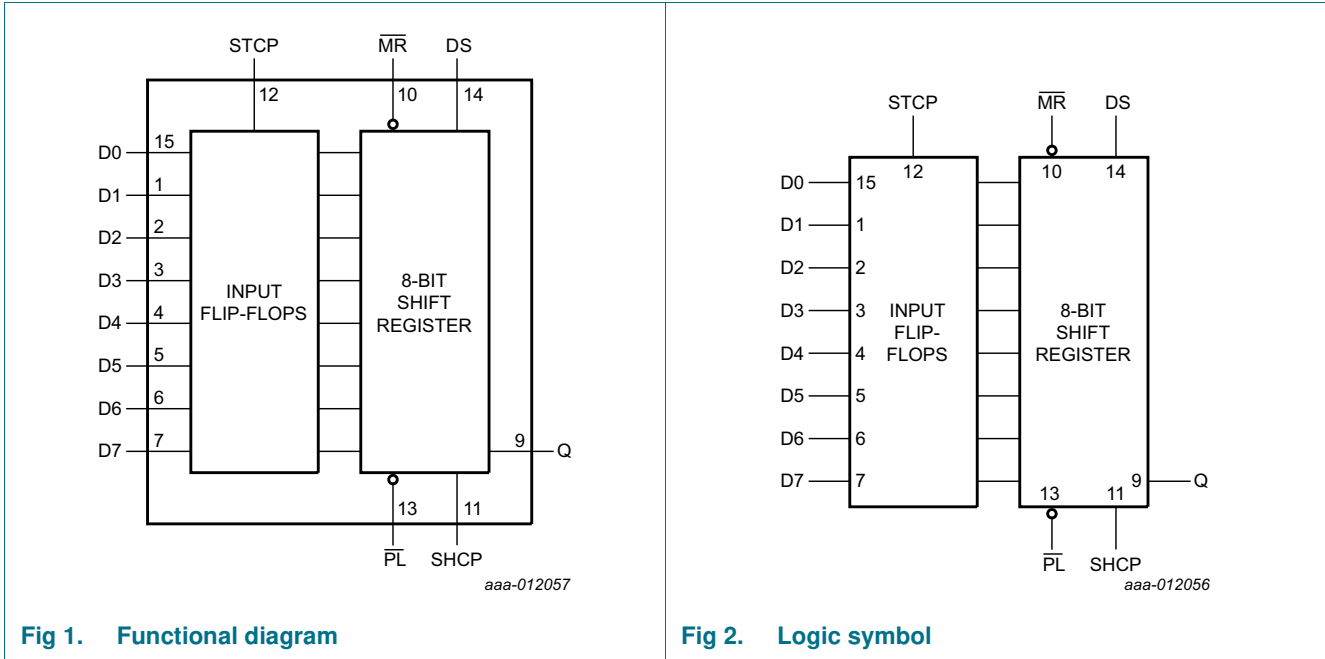 STCP
M̅R̅
DS
12
10
14
D0
15
D1
1
D2
2
D3
3
D4
4
D5
5
D6
6
D7
7
INPUT
FLIP-FLOPS
8-BIT
SHIFT
REGISTER
9
Q
13
11
P̅L̅
SHCP
aaa-012057
Fig 1. Functional diagram
STCP
M̅R̅
DS
12
10
14
D0
15
D1
1
D2
2
D3
3
D4
4
D5
5
D6
6
D7
7
INPUT
FLIP-
FLOPS
8-BIT
SHIFT
REGISTER
13
11
9
Q
P̅L̅
SHCP
aaa-012056
Fig 2. Logic symbol